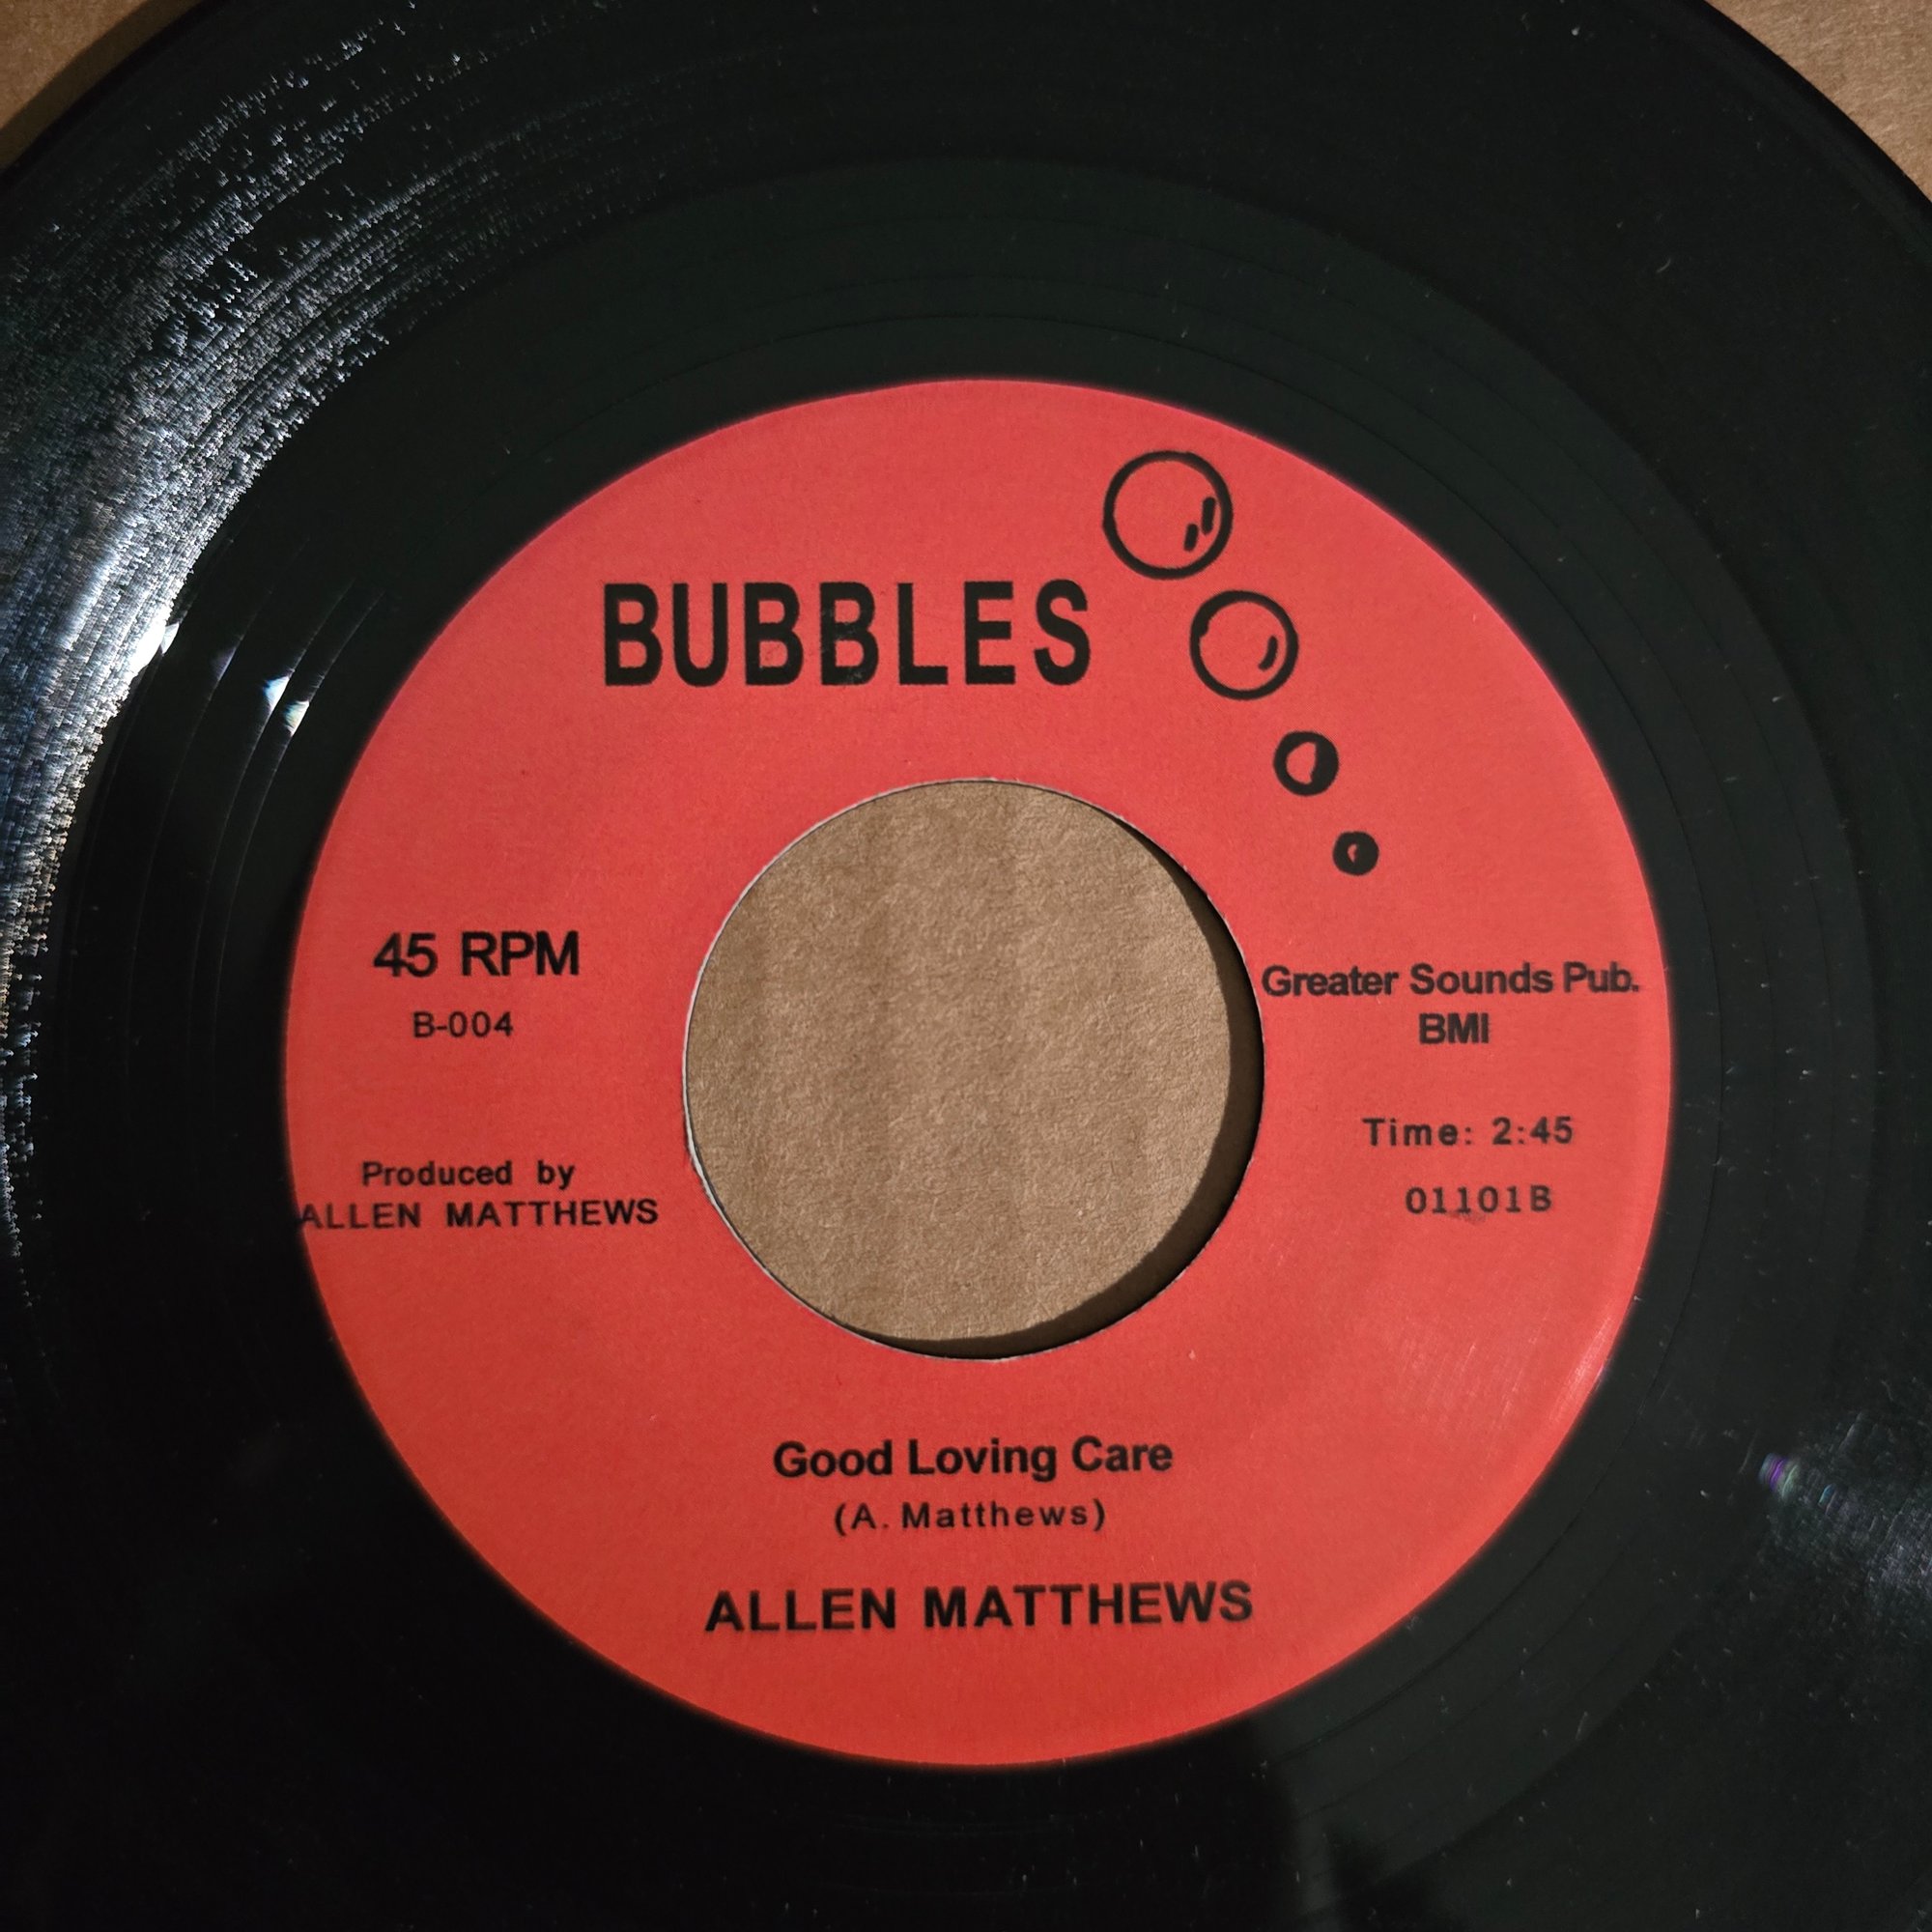 BUBBLES
45 RPM
B-004
Greater Sounds Pub.
BMI
Time: 2:45
01101B
Produced by
ALLEN MATTHEWS
Good Loving Care
(A. Matthews)
ALLEN MATTHEWS